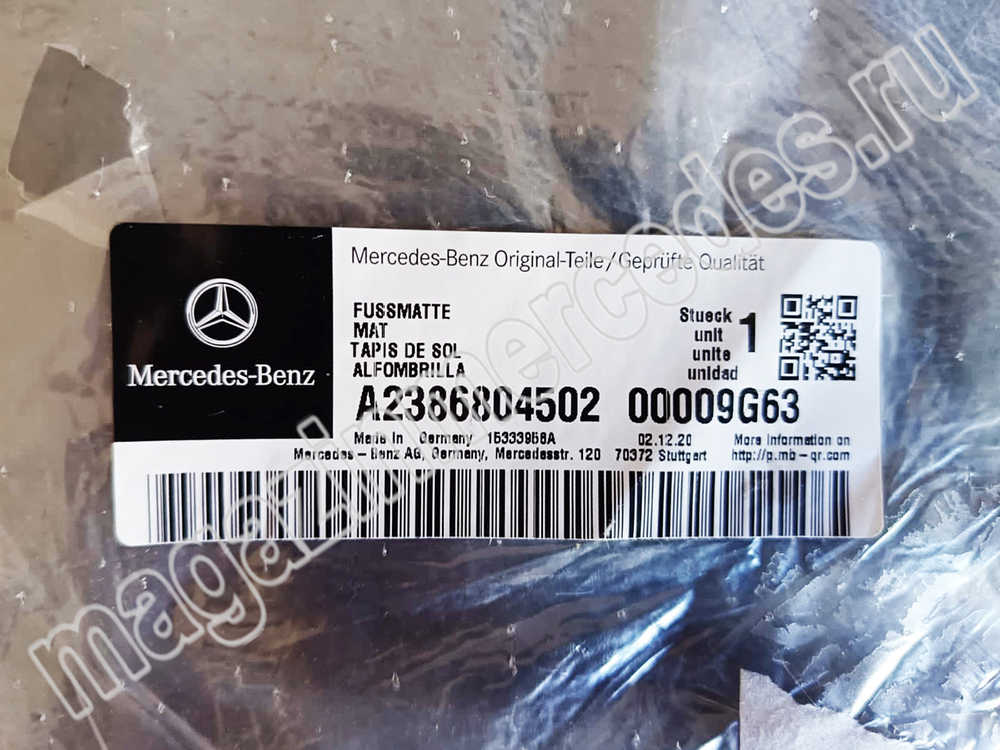 Mercedes-Benz Original-Teile/Geprüfte Qualität
Mercedes-Benz
FUSSMATTE
MAT
TAPIS DE SOL
ALFOMBRILLA
Stueck
unit
unite
unidad
1
A2386804502 00009G63
Made in Germany 15333958A 02.12.20 More information on
Mercedes-Benz AG, Germany, Mercedesstr. 120 70372 Stuttgart http://p.mb-qr.com
magazinmercedes.ru